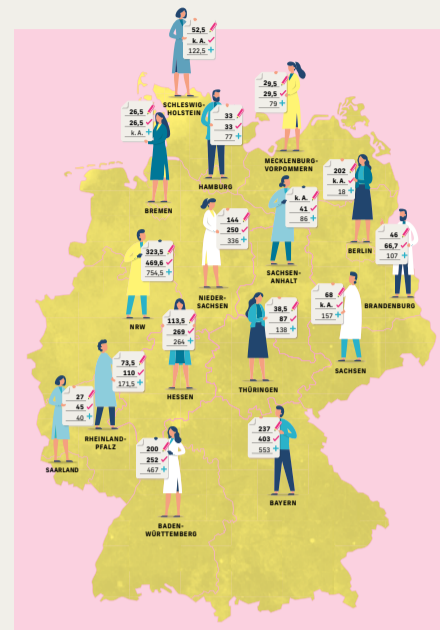 52,5
k. A.
122,5
SCHLESWIG-
HOLSTEIN
29,5
29,5
79
MECKLENBURG-
VORPOMMERN
26,5
26,5
k. A.
BREMEN
33
33
77
HAMBURG
202
k. A.
18
BERLIN
k. A.
41
86
SACHSEN-
ANHALT
144
250
336
NIEDER-
SACHSEN
46
66,7
107
BRANDENBURG
323,5
469,6
754,5
NRW
68
k. A.
157
SACHSEN
113,5
269
264
HESSEN
38,5
87
138
THÜRINGEN
73,5
110
171,5
RHEINLAND-
PFALZ
27
45
40
SAARLAND
200
252
467
BADEN-
WÜRTTEMBERG
237
403
553
BAYERN